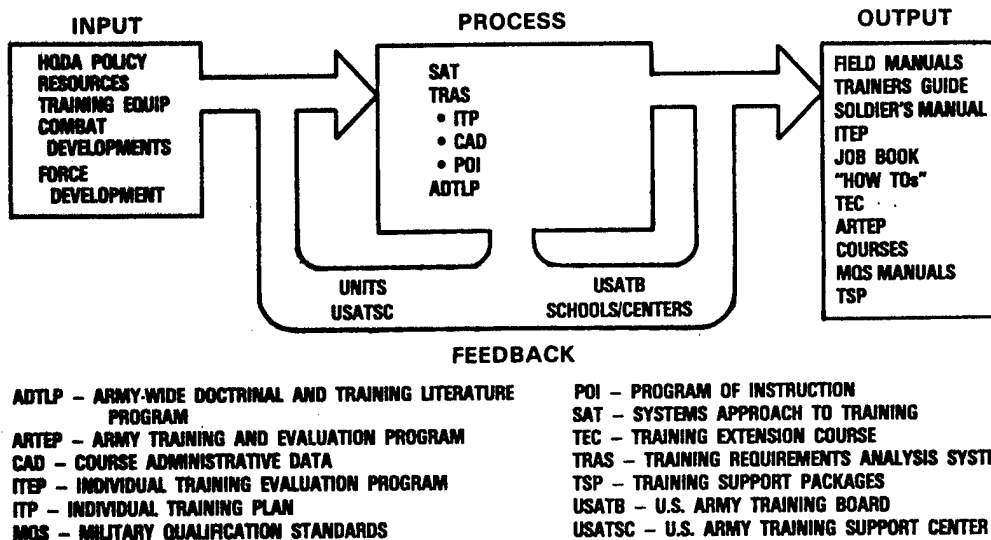 INPUT
HQDA POLICY
RESOURCES
TRAINING EQUIP
COMBAT
DEVELOPMENTS
FORCE
DEVELOPMENT
PROCESS
SAT
TRAS
• ITP
• CAD
• POI
ADTLP
OUTPUT
FIELD MANUALS
TRAINERS GUIDE
SOLDIER'S MANUAL
ITEP
JOB BOOK
"HOW TOs"
TEC
ARTEP
COURSES
MQS MANUALS
TSP
UNITS
USATSC
USATB
SCHOOLS/CENTERS
FEEDBACK
ADTLP – ARMY-WIDE DOCTRINAL AND TRAINING LITERATURE
PROGRAM
ARTEP – ARMY TRAINING AND EVALUATION PROGRAM
CAD – COURSE ADMINISTRATIVE DATA
ITEP – INDIVIDUAL TRAINING EVALUATION PROGRAM
ITP – INDIVIDUAL TRAINING PLAN
MQS – MILITARY QUALIFICATION STANDARDS
POI – PROGRAM OF INSTRUCTION
SAT – SYSTEMS APPROACH TO TRAINING
TEC – TRAINING EXTENSION COURSE
TRAS – TRAINING REQUIREMENTS ANALYSIS SYSTE
TSP – TRAINING SUPPORT PACKAGES
USATB – U.S. ARMY TRAINING BOARD
USATSC – U.S. ARMY TRAINING SUPPORT CENTER